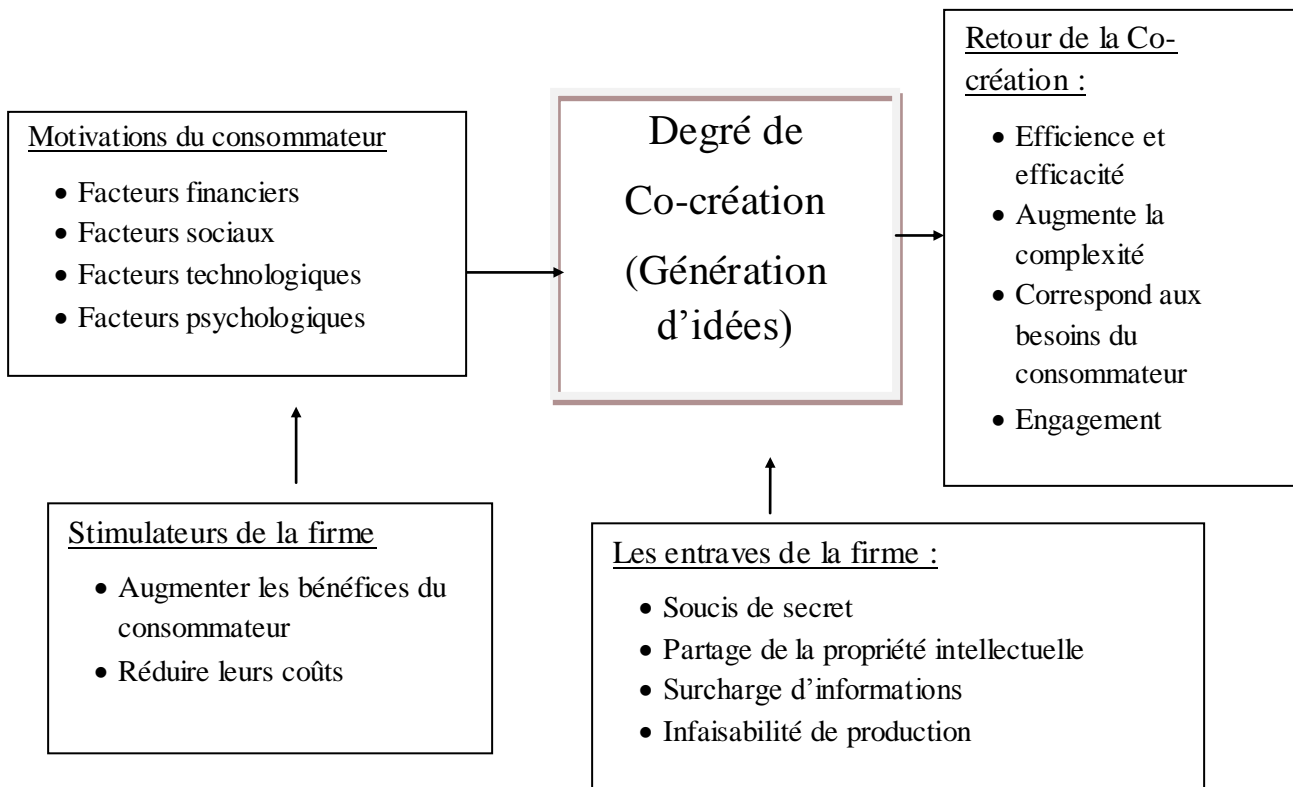 Motivations du consommateur
• Facteurs financiers
• Facteurs sociaux
• Facteurs technologiques
• Facteurs psychologiques
Degré de
Co-création
(Génération
d’idées)
Retour de la Co-
création :
• Efficience et
efficacité
• Augmente la
complexité
• Correspond aux
besoins du
consommateur
• Engagement
Stimulateurs de la firme
• Augmenter les bénéfices du
consommateur
• Réduire leurs coûts
Les entraves de la firme :
• Soucis de secret
• Partage de la propriété intellectuelle
• Surcharge d’informations
• Infaisabilité de production